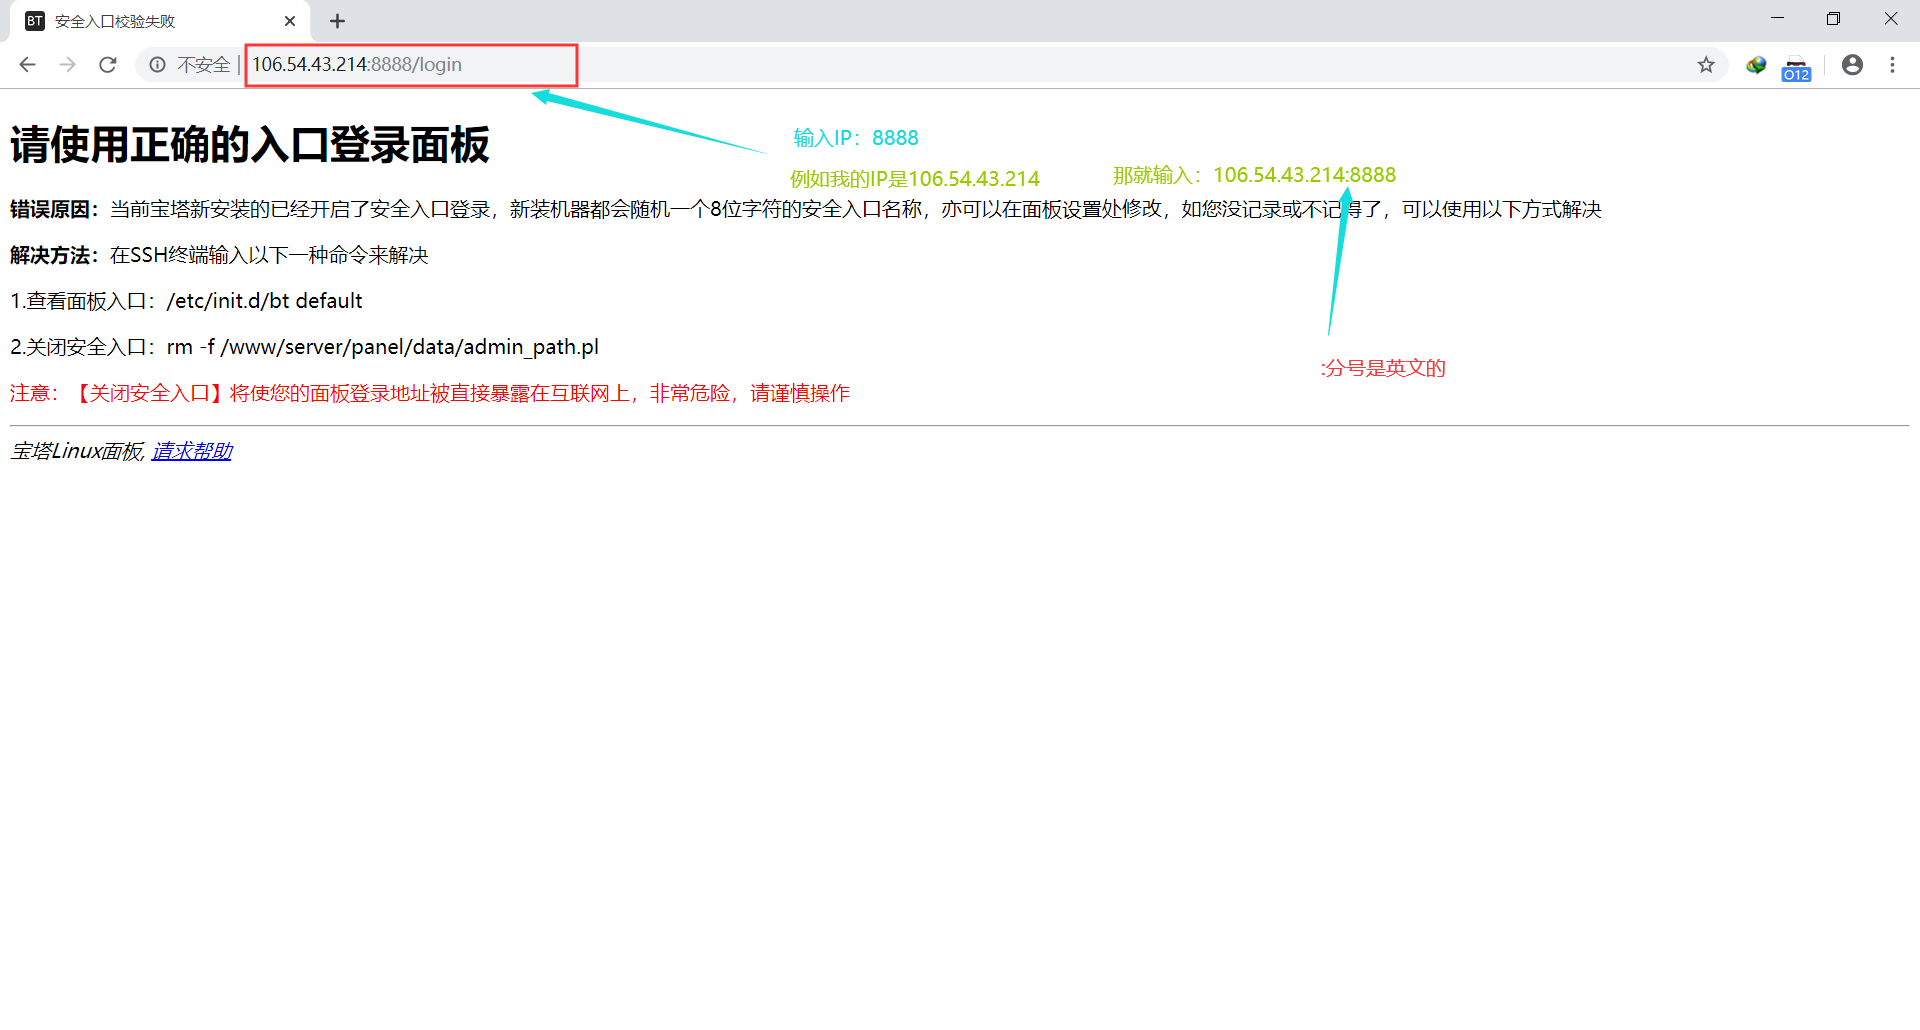 BT 安全入口校验失败
不安全 | 106.54.43.214:8888/login
O12
请使用正确的入口登录面板
输入IP：8888
例如我的IP是106.54.43.214
那就输入：106.54.43.214:8888
错误原因：当前宝塔新安装的已经开启了安全入口登录，新装机器都会随机一个8位字符的安全入口名称，亦可以在面板设置处修改，如您没记录或不记得了，可以使用以下方式解决
解决方法：在SSH终端输入以下一种命令来解决
1.查看面板入口：/etc/init.d/bt default
2.关闭安全入口：rm -f /www/server/panel/data/admin_path.pl
:分号是英文的
注意：【关闭安全入口】将使您的面板登录地址被直接暴露在互联网上，非常危险，请谨慎操作
宝塔Linux面板, 请求帮助